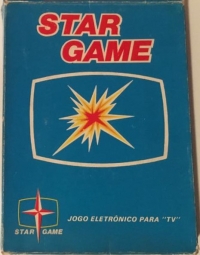 STAR
GAME
JOGO ELETRÔNICO PARA "TV"
STAR GAME